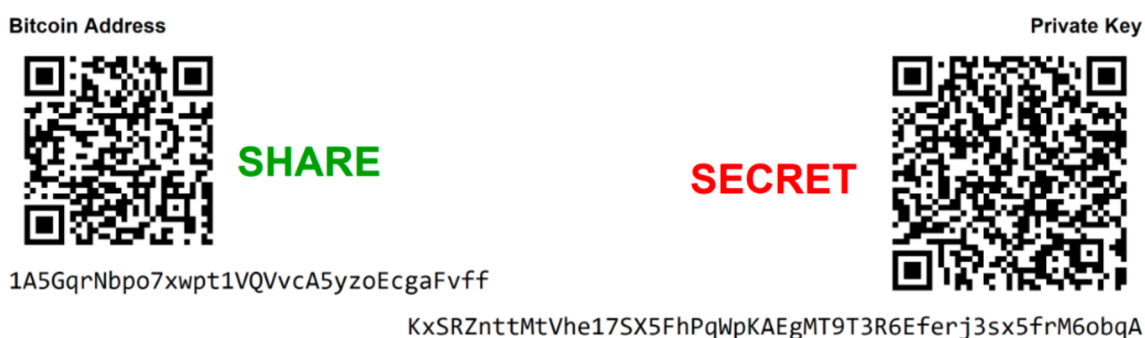 Bitcoin Address
Private Key
SHARE
SECRET
1A5GqrNbpo7xwpt1VQVvcA5yzoEcgaFvff
KxSRZnttMtVhe17SX5FhPqWpKAEgMT9T3R6Eferj3sx5frM6obqA